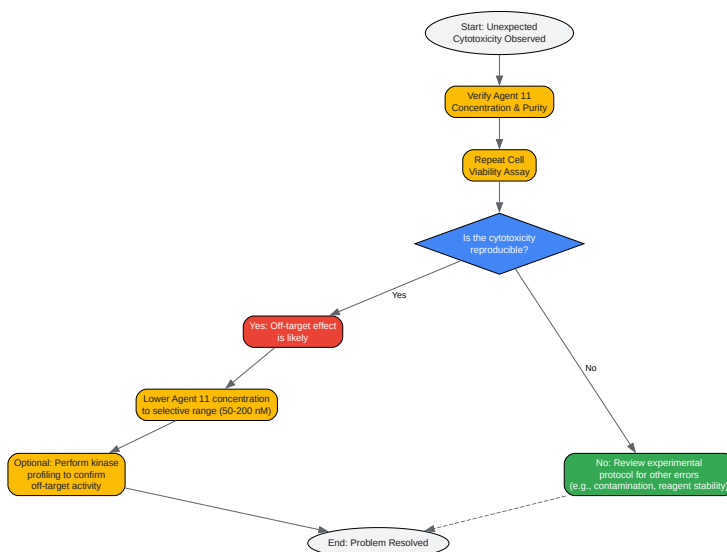 Start: Unexpected
Cytotoxicity Observed
Verify Agent 11
Concentration & Purity
Repeat Cell
Viability Assay
Is the cytotoxicity
reproducible?
Yes
Yes: Off-target effect
is likely
No
Lower Agent 11 concentration
to selective range (50-200 nM)
Optional: Perform kinase
profiling to confirm
off-target activity
No: Review experimental
protocol for other errors
(e.g., contamination, reagent stability)
End: Problem Resolved